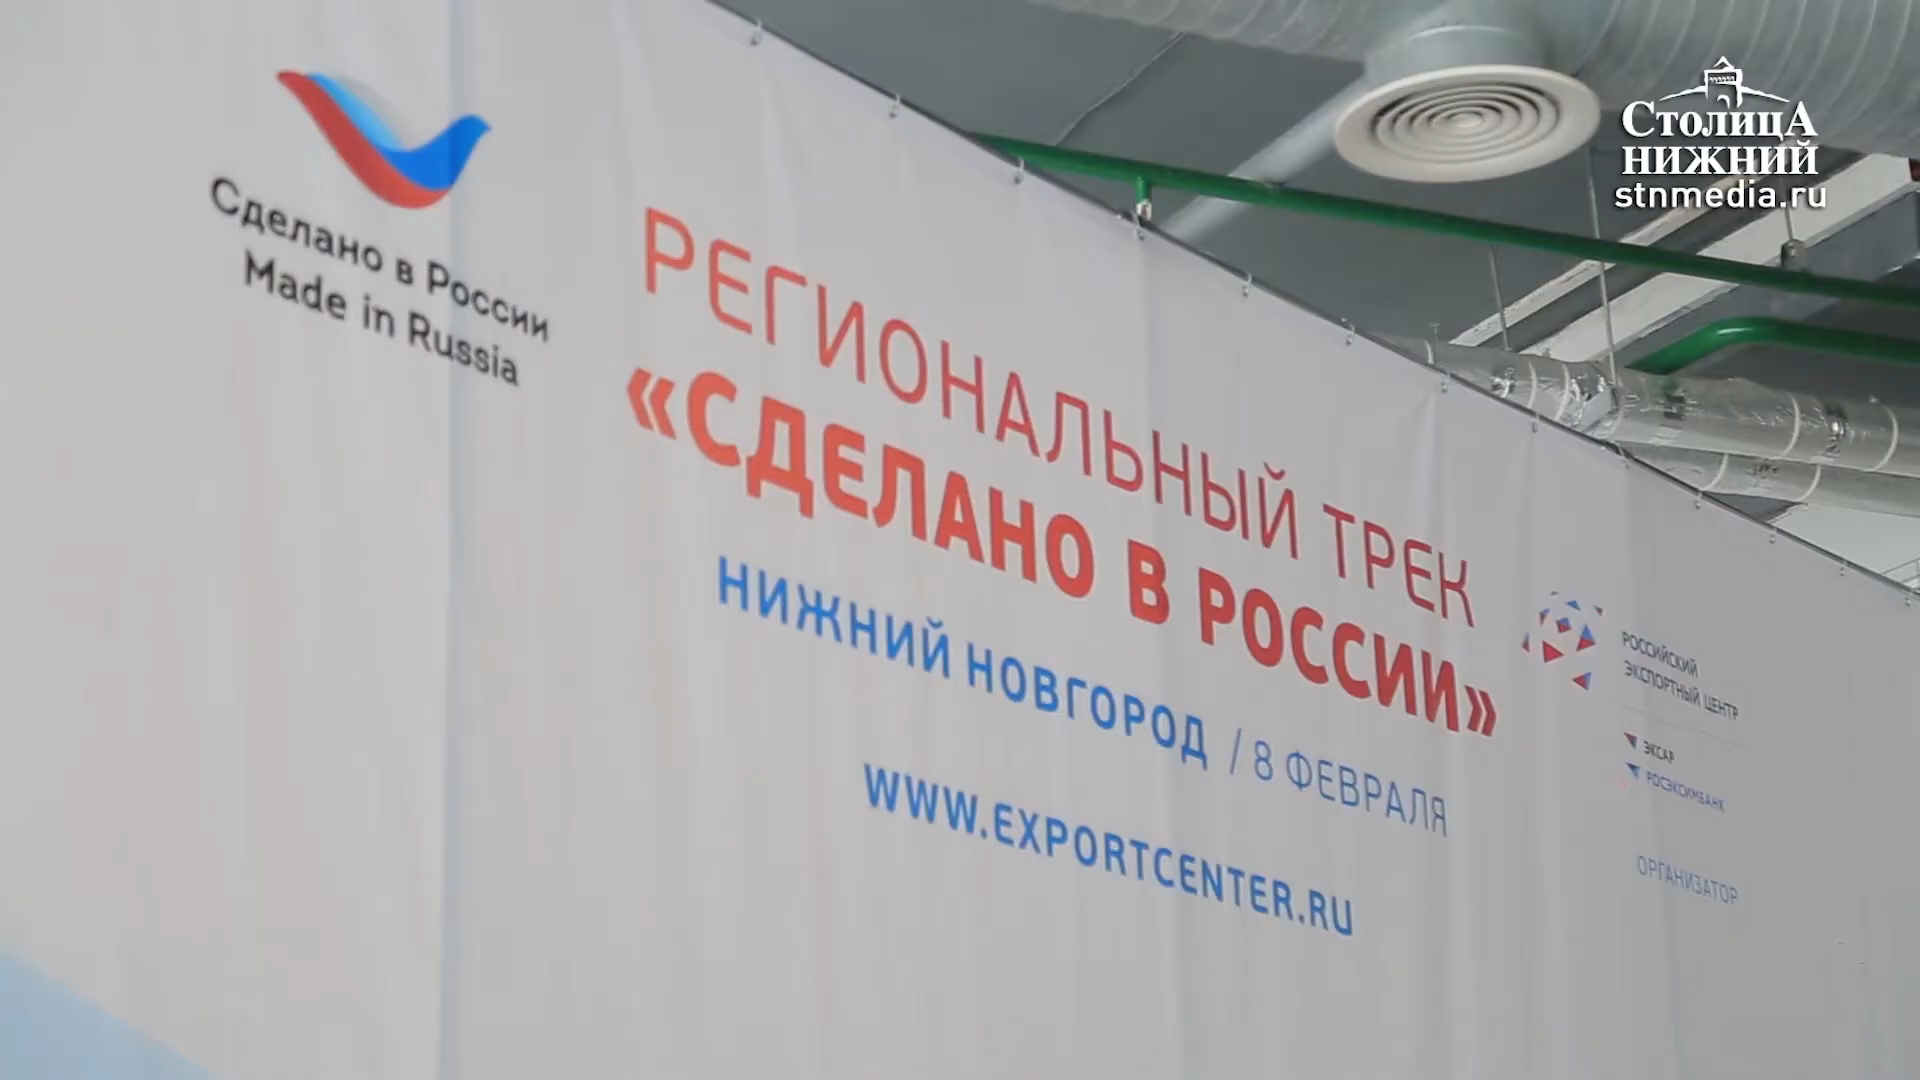 СтолицА
нижний
stnmedia.ru
Сделано в России
Made in Russia
РЕГИОНАЛЬНЫЙ ТРЕК
«СДЕЛАНО В РОССИИ»
НИЖНИЙ НОВГОРОД / 8 ФЕВРАЛЯ
WWW.EXPORTCENTER.RU
РОССИЙСКИЙ
ЭКСПОРТНЫЙ ЦЕНТР
ЭКСАР
РОСЭКСИМБАНК
ОРГАНИЗАТОР